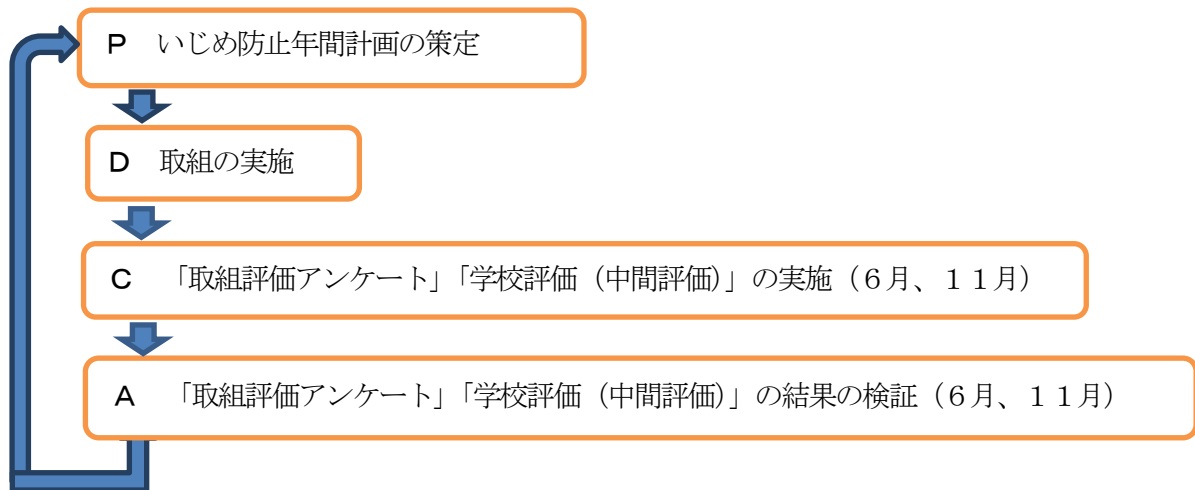 P　いじめ防止年間計画の策定
D　取組の実施
C　「取組評価アンケート」「学校評価（中間評価）」の実施（６月、１１月）
A　「取組評価アンケート」「学校評価（中間評価）」の結果の検証（６月、１１月）